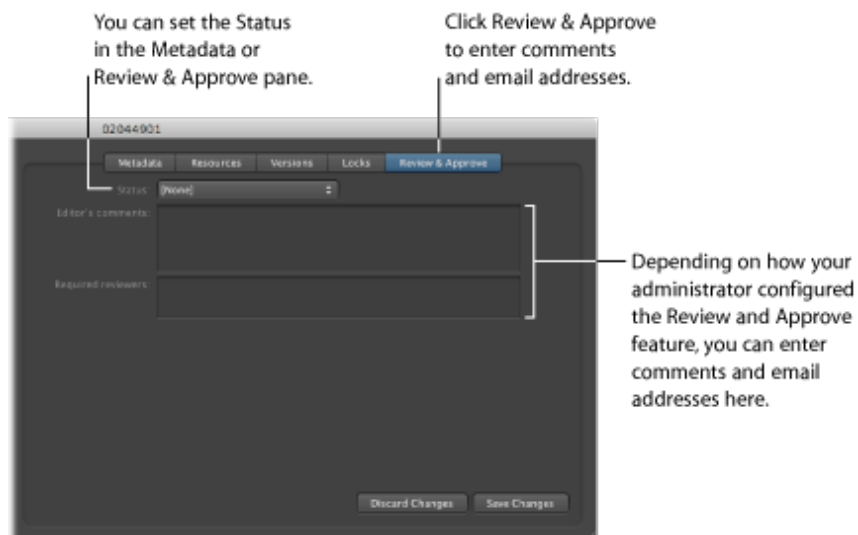 You can set the Status
in the Metadata or
Review & Approve pane.
Click Review & Approve
to enter comments
and email addresses.
02044901
Metadata Resources Versions Locks Review & Approve
Status: [None]
Editor's comments:
Required reviewers:
Depending on how your
administrator configured
the Review and Approve
feature, you can enter
comments and email
addresses here.
Discard Changes Save Changes